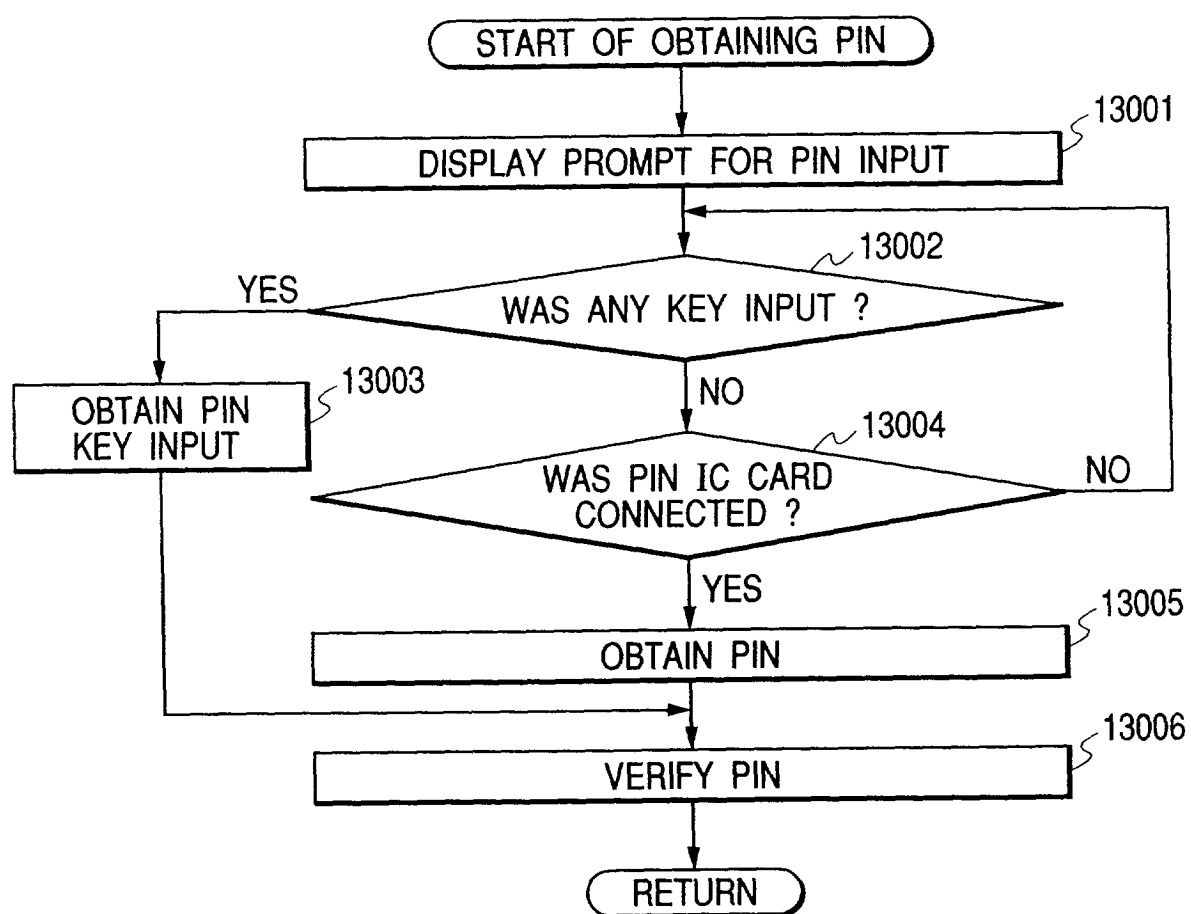 START OF OBTAINING PIN
13001
DISPLAY PROMPT FOR PIN INPUT
13002
YES
WAS ANY KEY INPUT ?
13003
NO
OBTAIN PIN
KEY INPUT
13004
WAS PIN IC CARD
CONNECTED ?
NO
YES
13005
OBTAIN PIN
13006
VERIFY PIN
RETURN